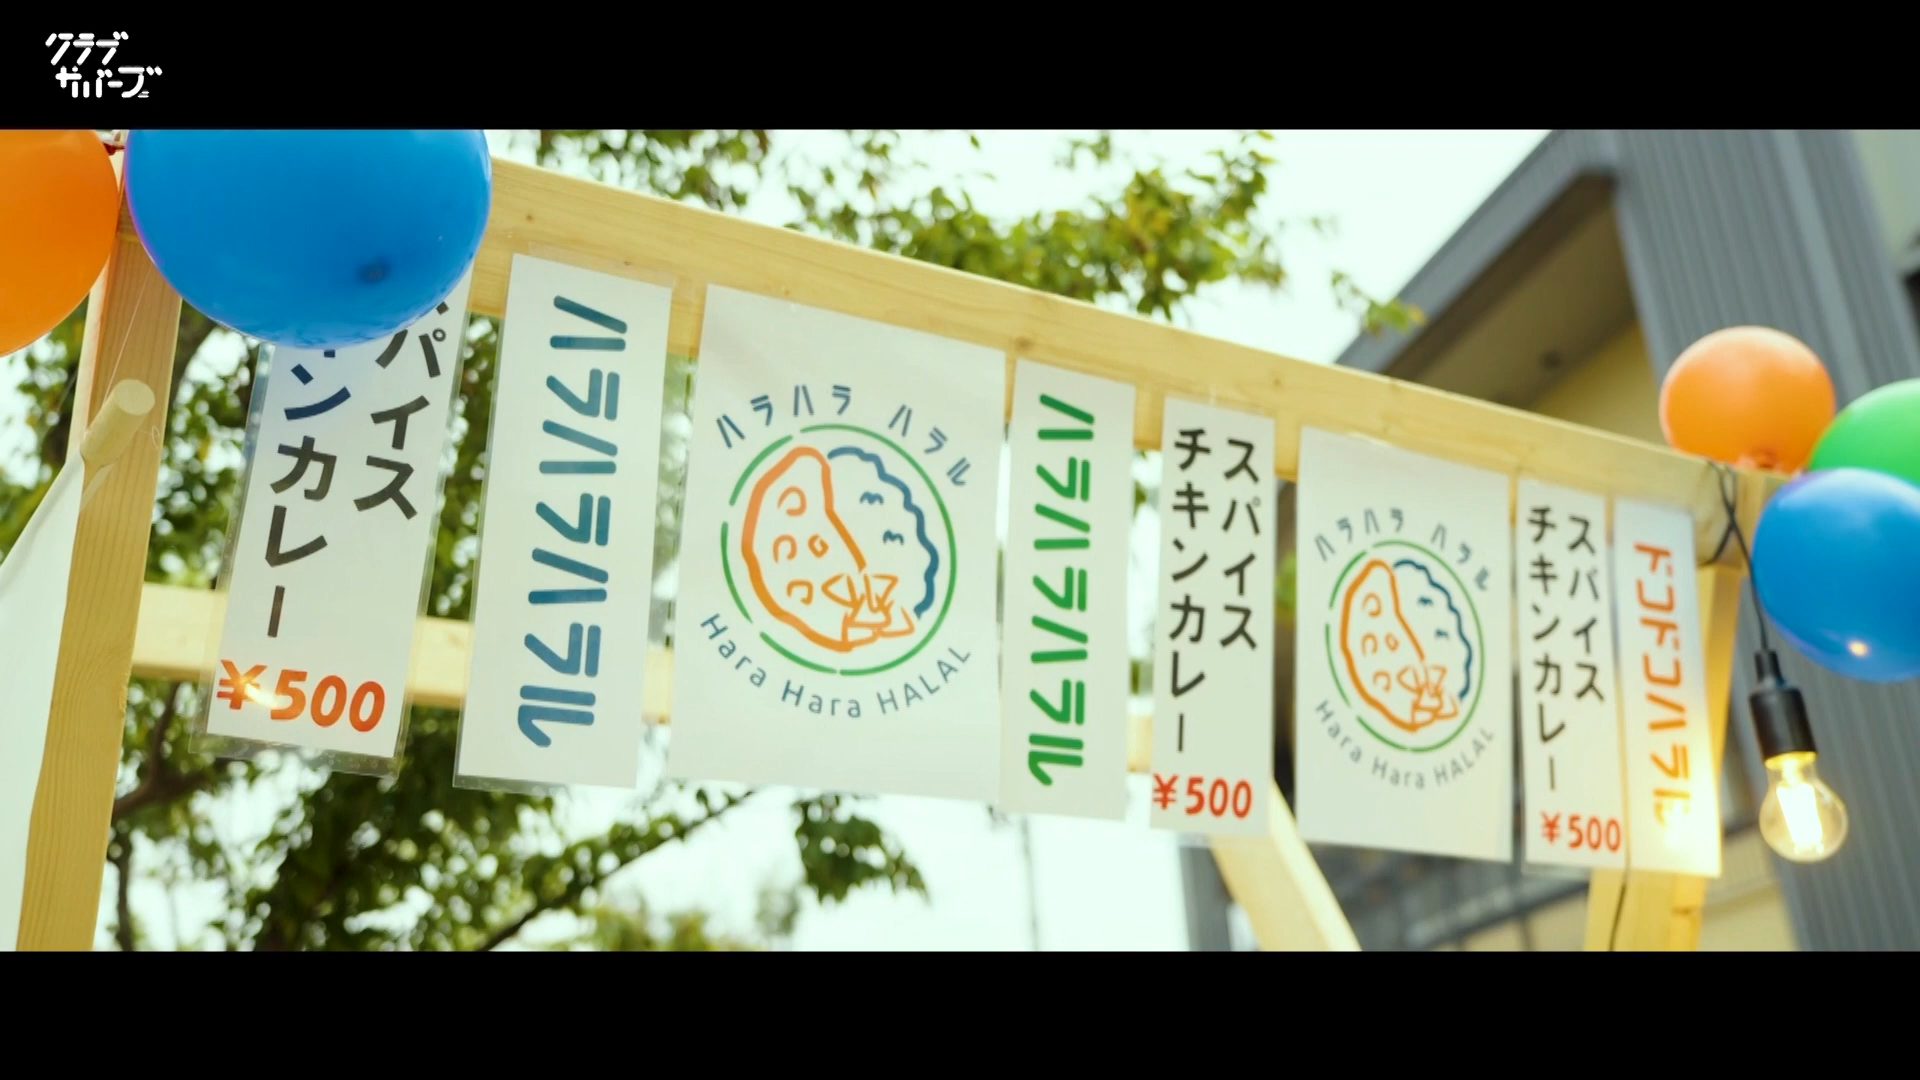 クラブ
サバーブ
スパイス
チキンカレー
¥500
ハラハラハラル
ハラハラ ハラル
Hara Hara HALAL
ハラハラハラル
スパイス
チキンカレー
¥500
ハラハラ ハラル
Hara Hara HALAL
スパイス
チキンカレー
¥500
ドコドコハラル